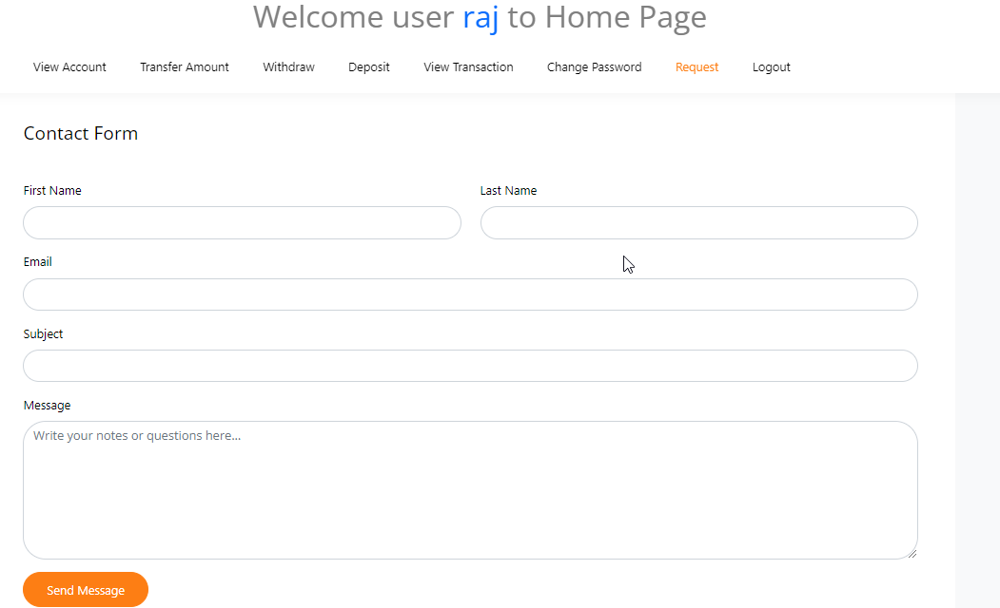 Welcome user raj to Home Page
View Account Transfer Amount Withdraw Deposit View Transaction Change Password Request Logout
Contact Form
First Name Last Name
Email
Subject
Message
Write your notes or questions here...
Send Message